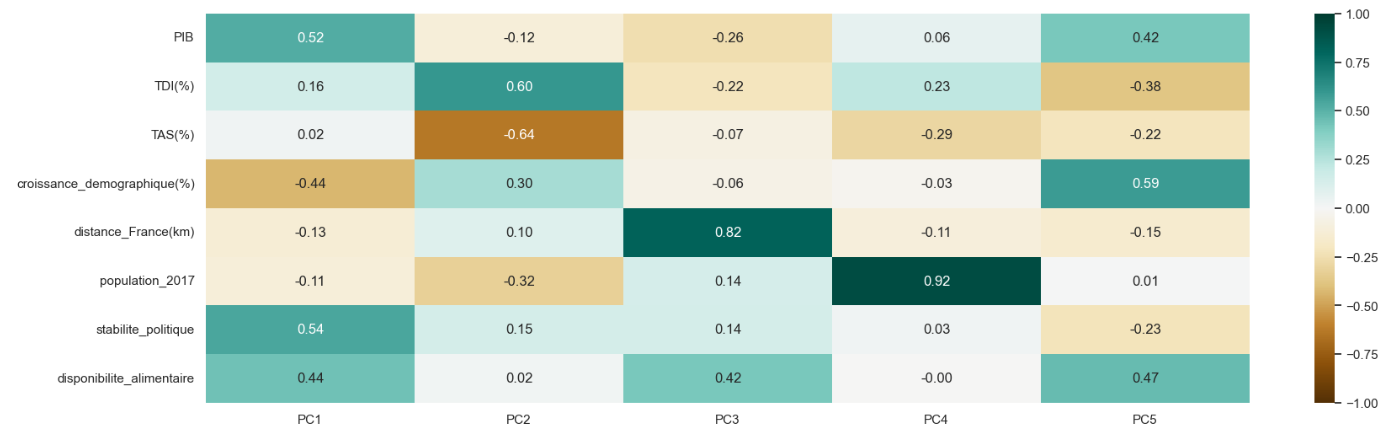 PIB 0.52 -0.12 -0.26 0.06 0.42
TDI(%) 0.16 0.60 -0.22 0.23 -0.38
TAS(%) 0.02 -0.64 -0.07 -0.29 -0.22
croissance_demographique(%) -0.44 0.30 -0.06 -0.03 0.59
distance_France(km) -0.13 0.10 0.82 -0.11 -0.15
population_2017 -0.11 -0.32 0.14 0.92 0.01
stabilite_politique 0.54 0.15 0.14 0.03 -0.23
disponibilite_alimentaire 0.44 0.02 0.42 -0.00 0.47
PC1 PC2 PC3 PC4 PC5
1.00
0.75
0.50
0.25
0.00
−0.25
−0.50
−0.75
−1.00